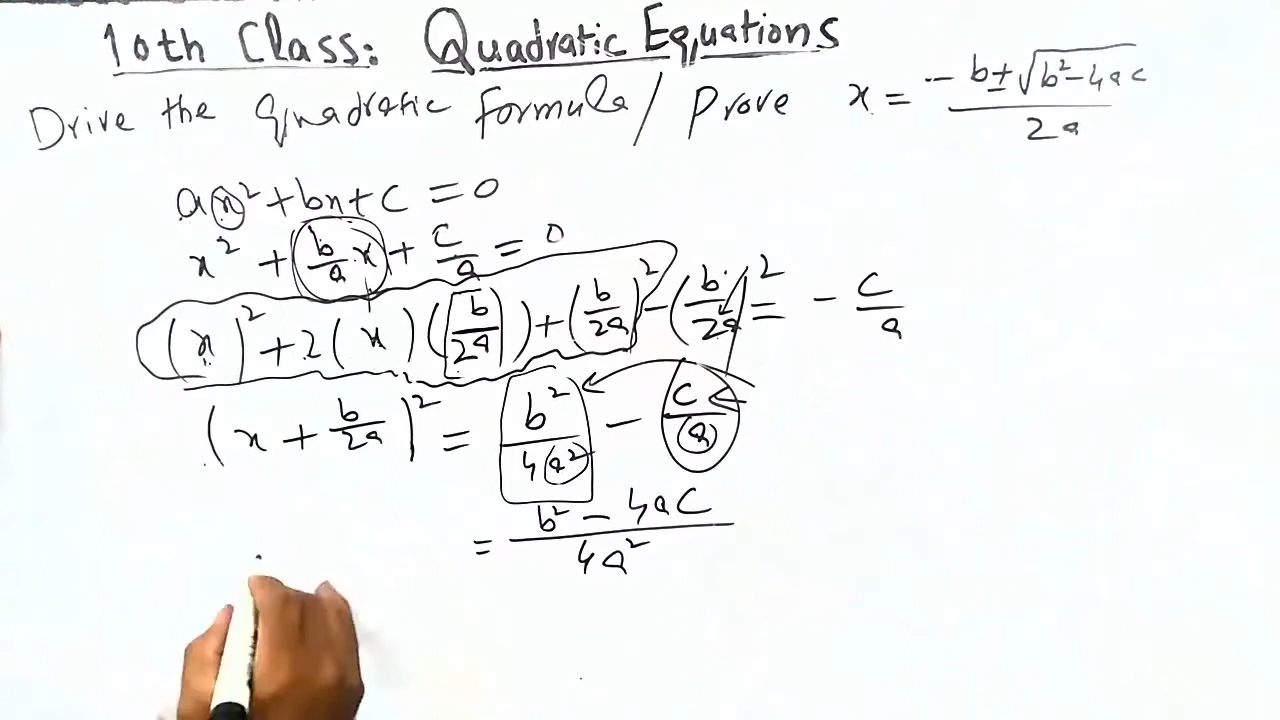 10th Class: Quadratic Equations
Drive the quadratic formula / Prove x = (-b ± √(b² - 4ac)) / 2a
ax² + bx + c = 0
x² + (b/a)x + c/a = 0
(x)² + 2(x)(b/2a) + (b/2a)² - (b/2a)² = - c/a
(x + b/2a)² = b²/4a² - c/a
= (b² - 4ac) / 4a²